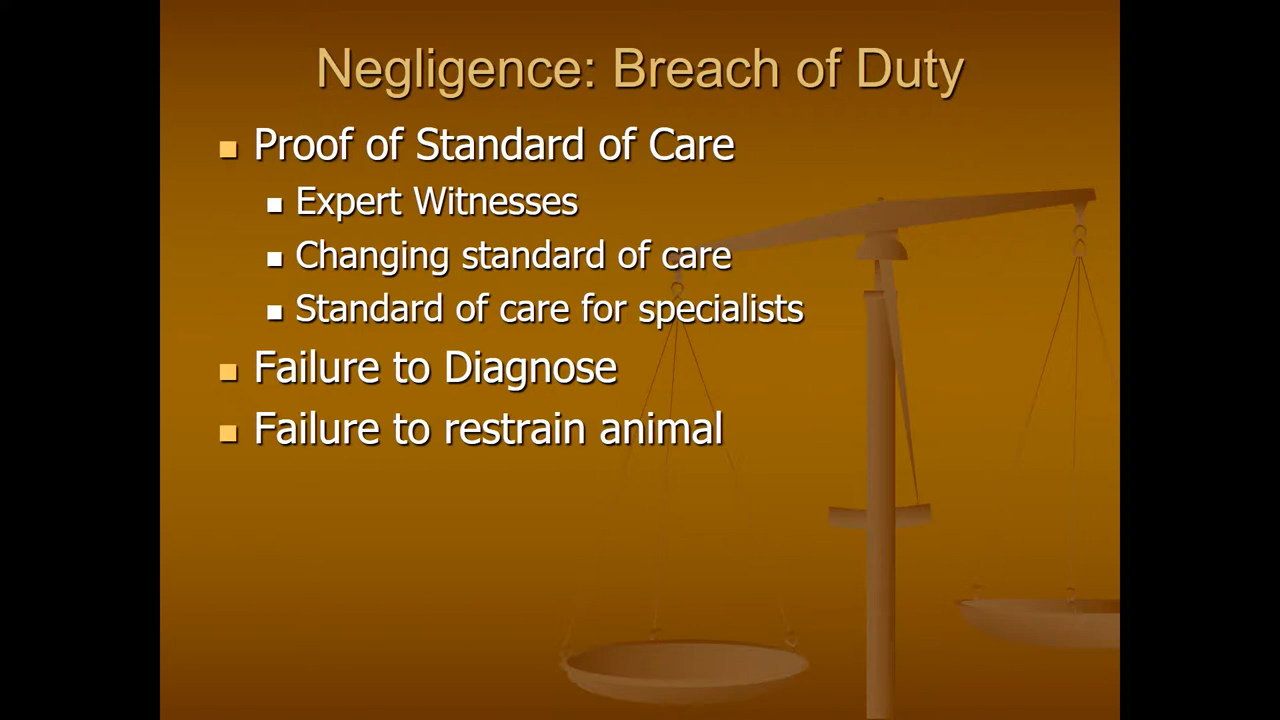 Negligence: Breach of Duty
Proof of Standard of Care
Expert Witnesses
Changing standard of care
Standard of care for specialists
Failure to Diagnose
Failure to restrain animal